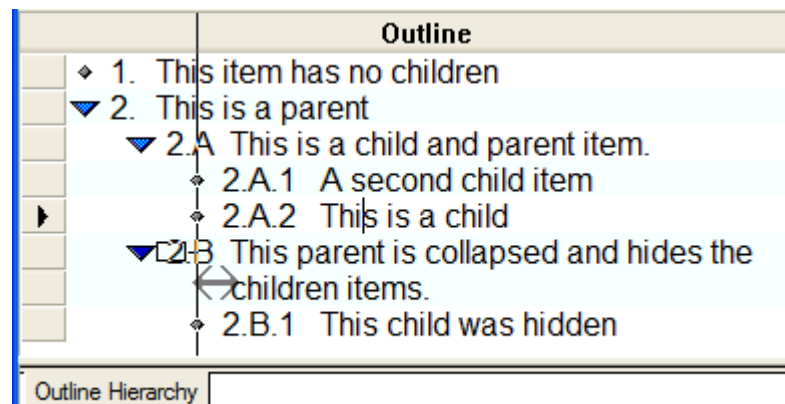 Outline
1. This item has no children
2. This is a parent
2.A This is a child and parent item.
2.A.1 A second child item
2.A.2 This is a child
2.B This parent is collapsed and hides the
children items.
2.B.1 This child was hidden
Outline Hierarchy